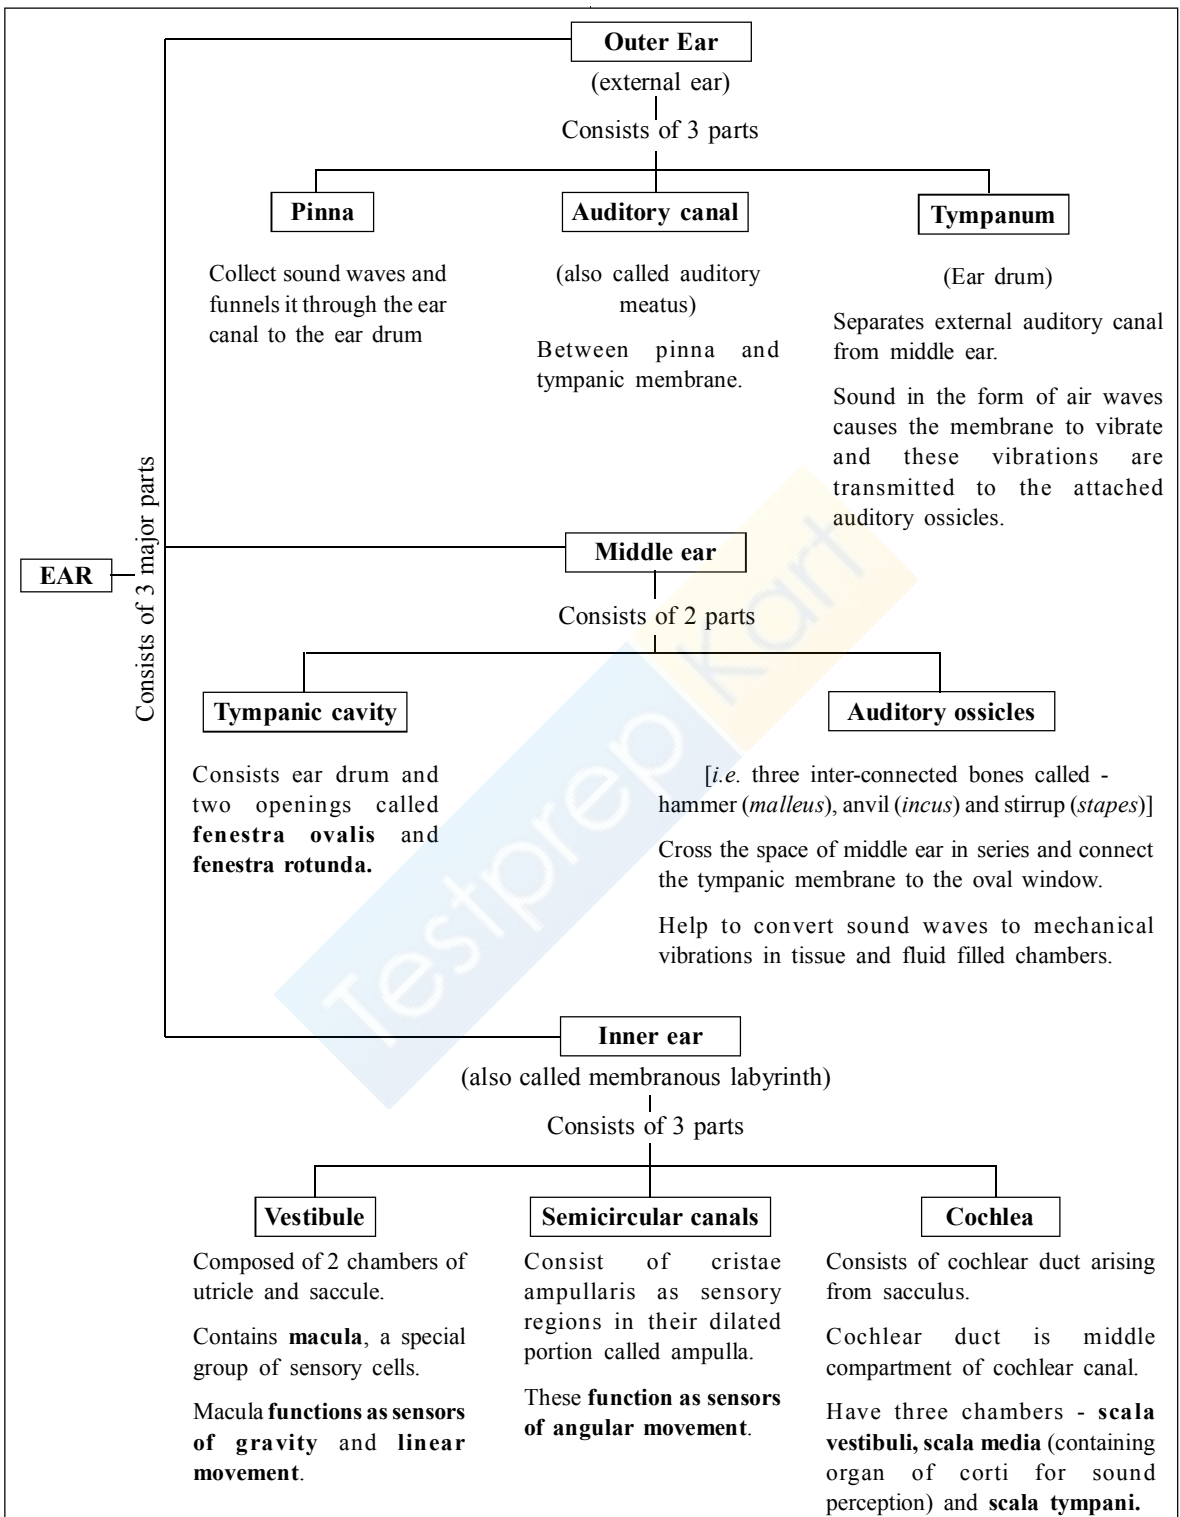 Outer Ear
(external ear)
Consists of 3 parts
Pinna
Collect sound waves and
funnels it through the ear
canal to the ear drum
Auditory canal
(also called auditory
meatus)
Between pinna and
tympanic membrane.
Tympanum
(Ear drum)
Separates external auditory canal
from middle ear.
Sound in the form of air waves
causes the membrane to vibrate
and these vibrations are
transmitted to the attached
auditory ossicles.
EAR
Consists of 3 major parts
Middle ear
Consists of 2 parts
Tympanic cavity
Consists ear drum and
two openings called
fenestra ovalis and
fenestra rotunda.
Auditory ossicles
[i.e. three inter-connected bones called -
hammer (malleus), anvil (incus) and stirrup (stapes)]
Cross the space of middle ear in series and connect
the tympanic membrane to the oval window.
Help to convert sound waves to mechanical
vibrations in tissue and fluid filled chambers.
Inner ear
(also called membranous labyrinth)
Consists of 3 parts
Vestibule
Composed of 2 chambers of
utricle and saccule.
Contains macula, a special
group of sensory cells.
Macula functions as sensors
of gravity and linear
movement.
Semicircular canals
Consist of cristae
ampullaris as sensory
regions in their dilated
portion called ampulla.
These function as sensors
of angular movement.
Cochlea
Consists of cochlear duct arising
from sacculus.
Cochlear duct is middle
compartment of cochlear canal.
Have three chambers - scala
vestibuli, scala media (containing
organ of corti for sound
perception) and scala tympani.
Testprep Kart